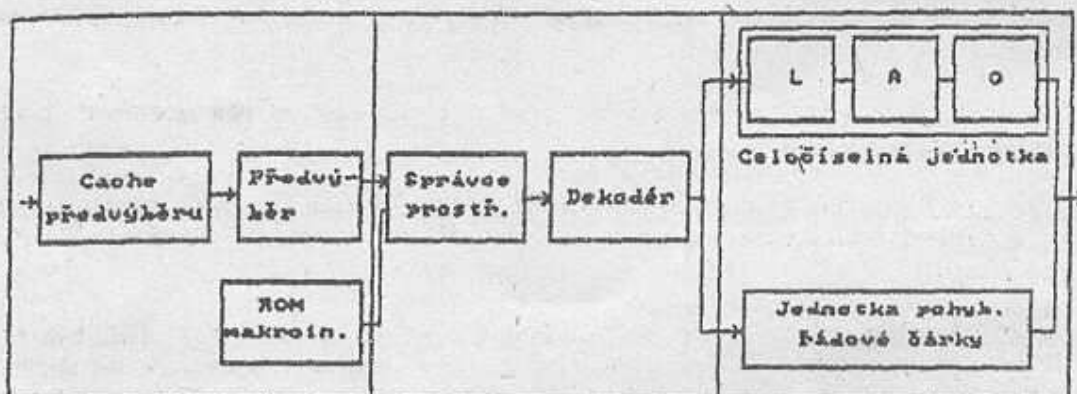 L
A
O
Celočíselná jednotka
Cache
předvýběru
Předvý-
běr
Správce
prostř.
Dekodér
ROM
makroin.
Jednotka pohyb.
řádové čárky